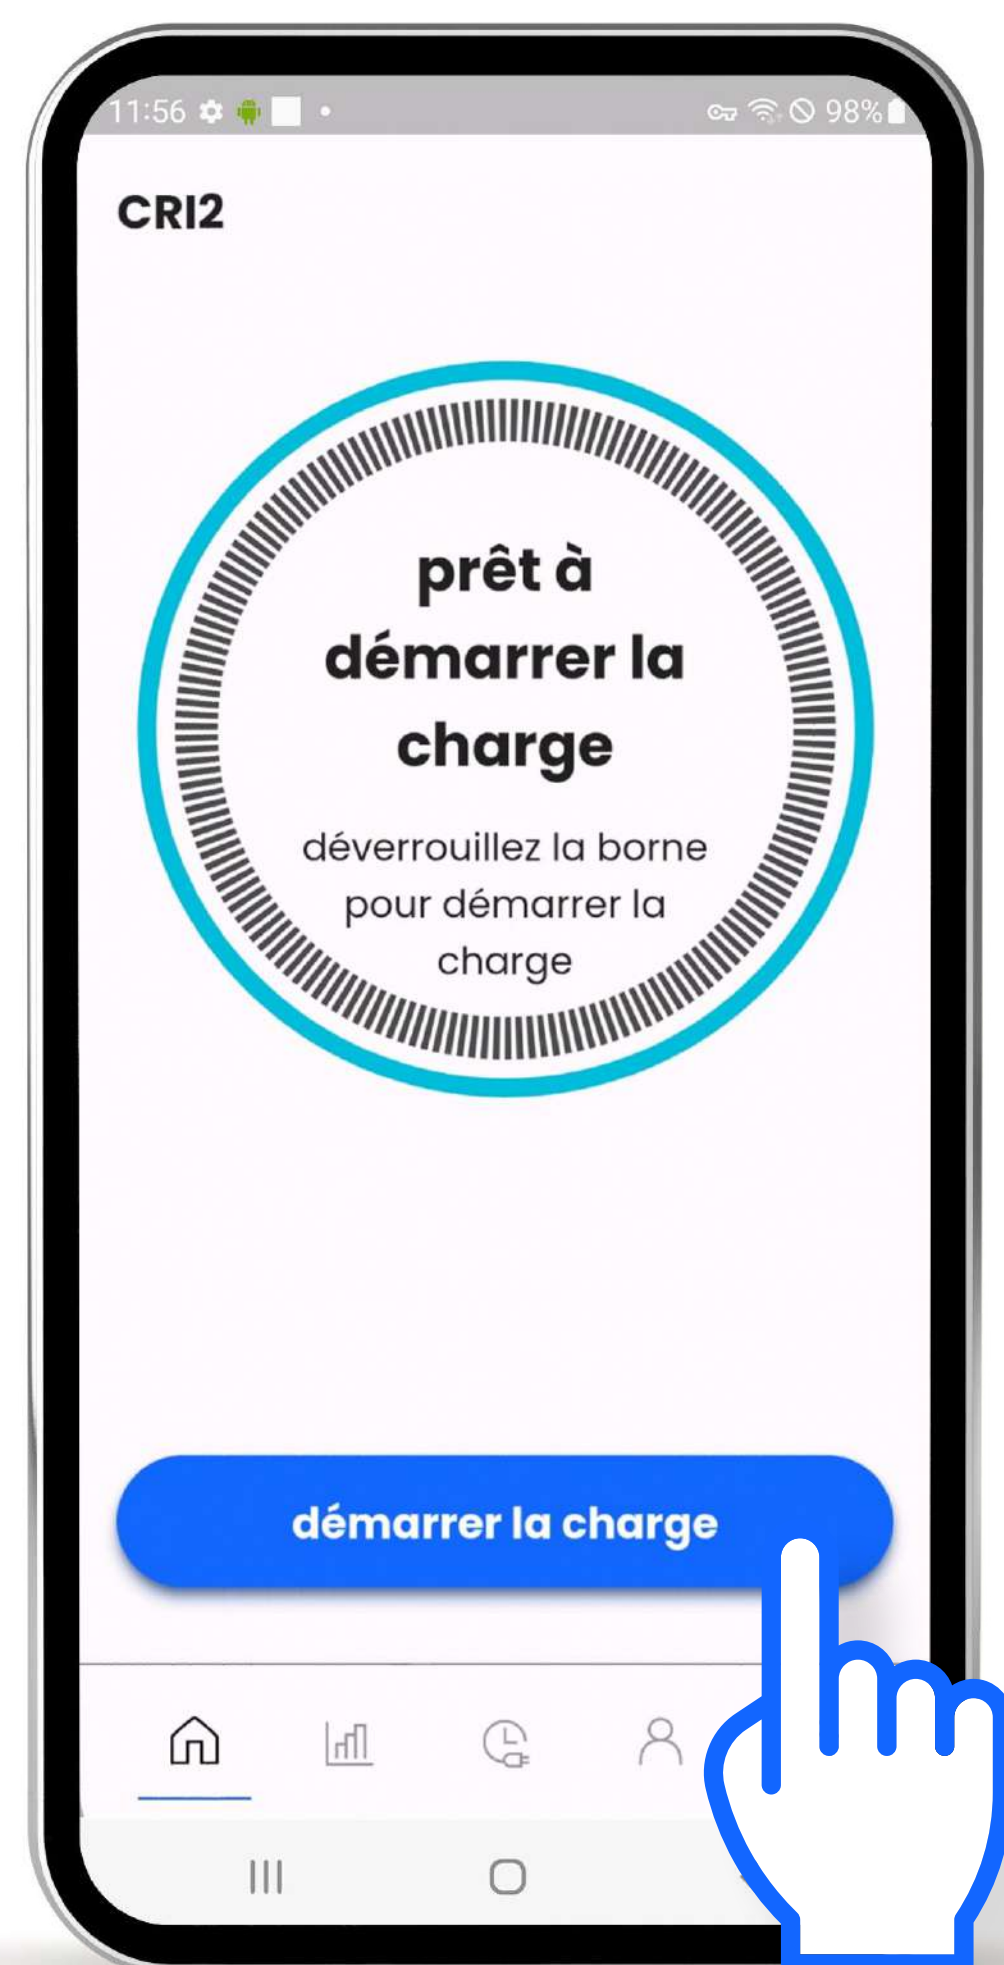 11:56
98%
CRI2
prêt à
démarrer la
charge
déverrouillez la borne
pour démarrer la
charge
démarrer la charge